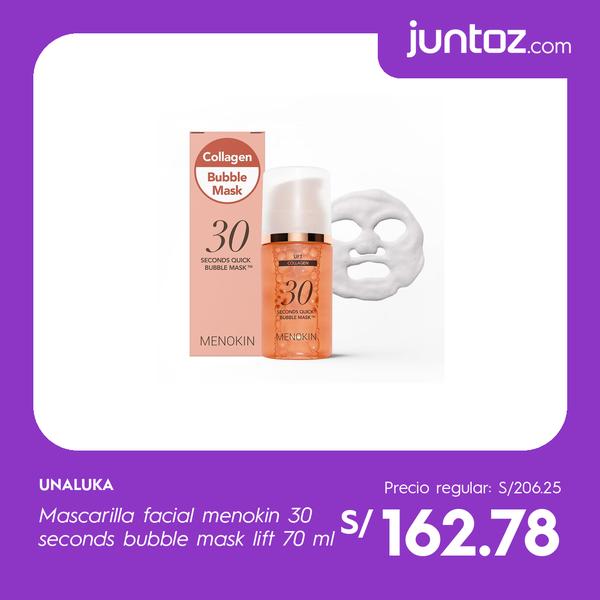 juntoz.com
Collagen
Bubble
Mask
30
SECONDS QUICK
BUBBLE MASK™
MENOKIN
LIFT
COLLAGEN
30
SECONDS QUICK
BUBBLE MASK™
MENOKIN
UNALUKA
Mascarilla facial menokin 30
seconds bubble mask lift 70 ml
Precio regular: S/206.25
S/162.78